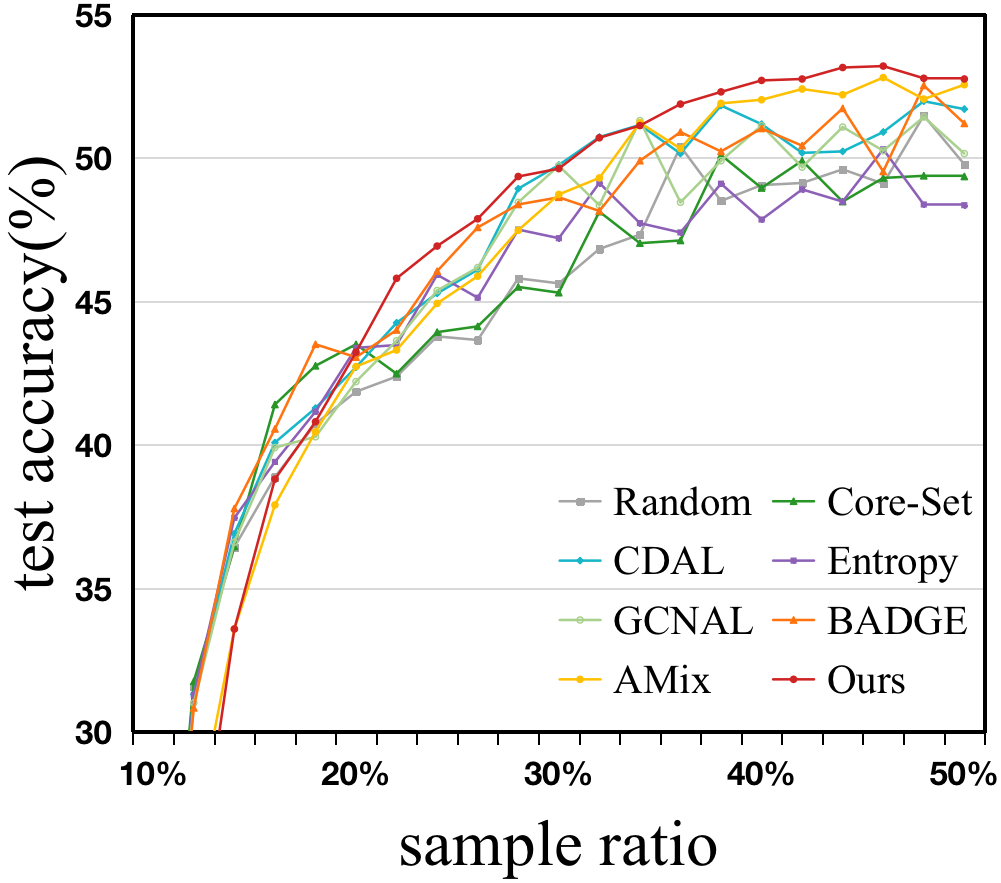 55
50
45
40
35
30
test accuracy(%)
Random
Core-Set
CDAL
Entropy
GCNAL
BADGE
AMix
Ours
10%
20%
30%
40%
50%
sample ratio